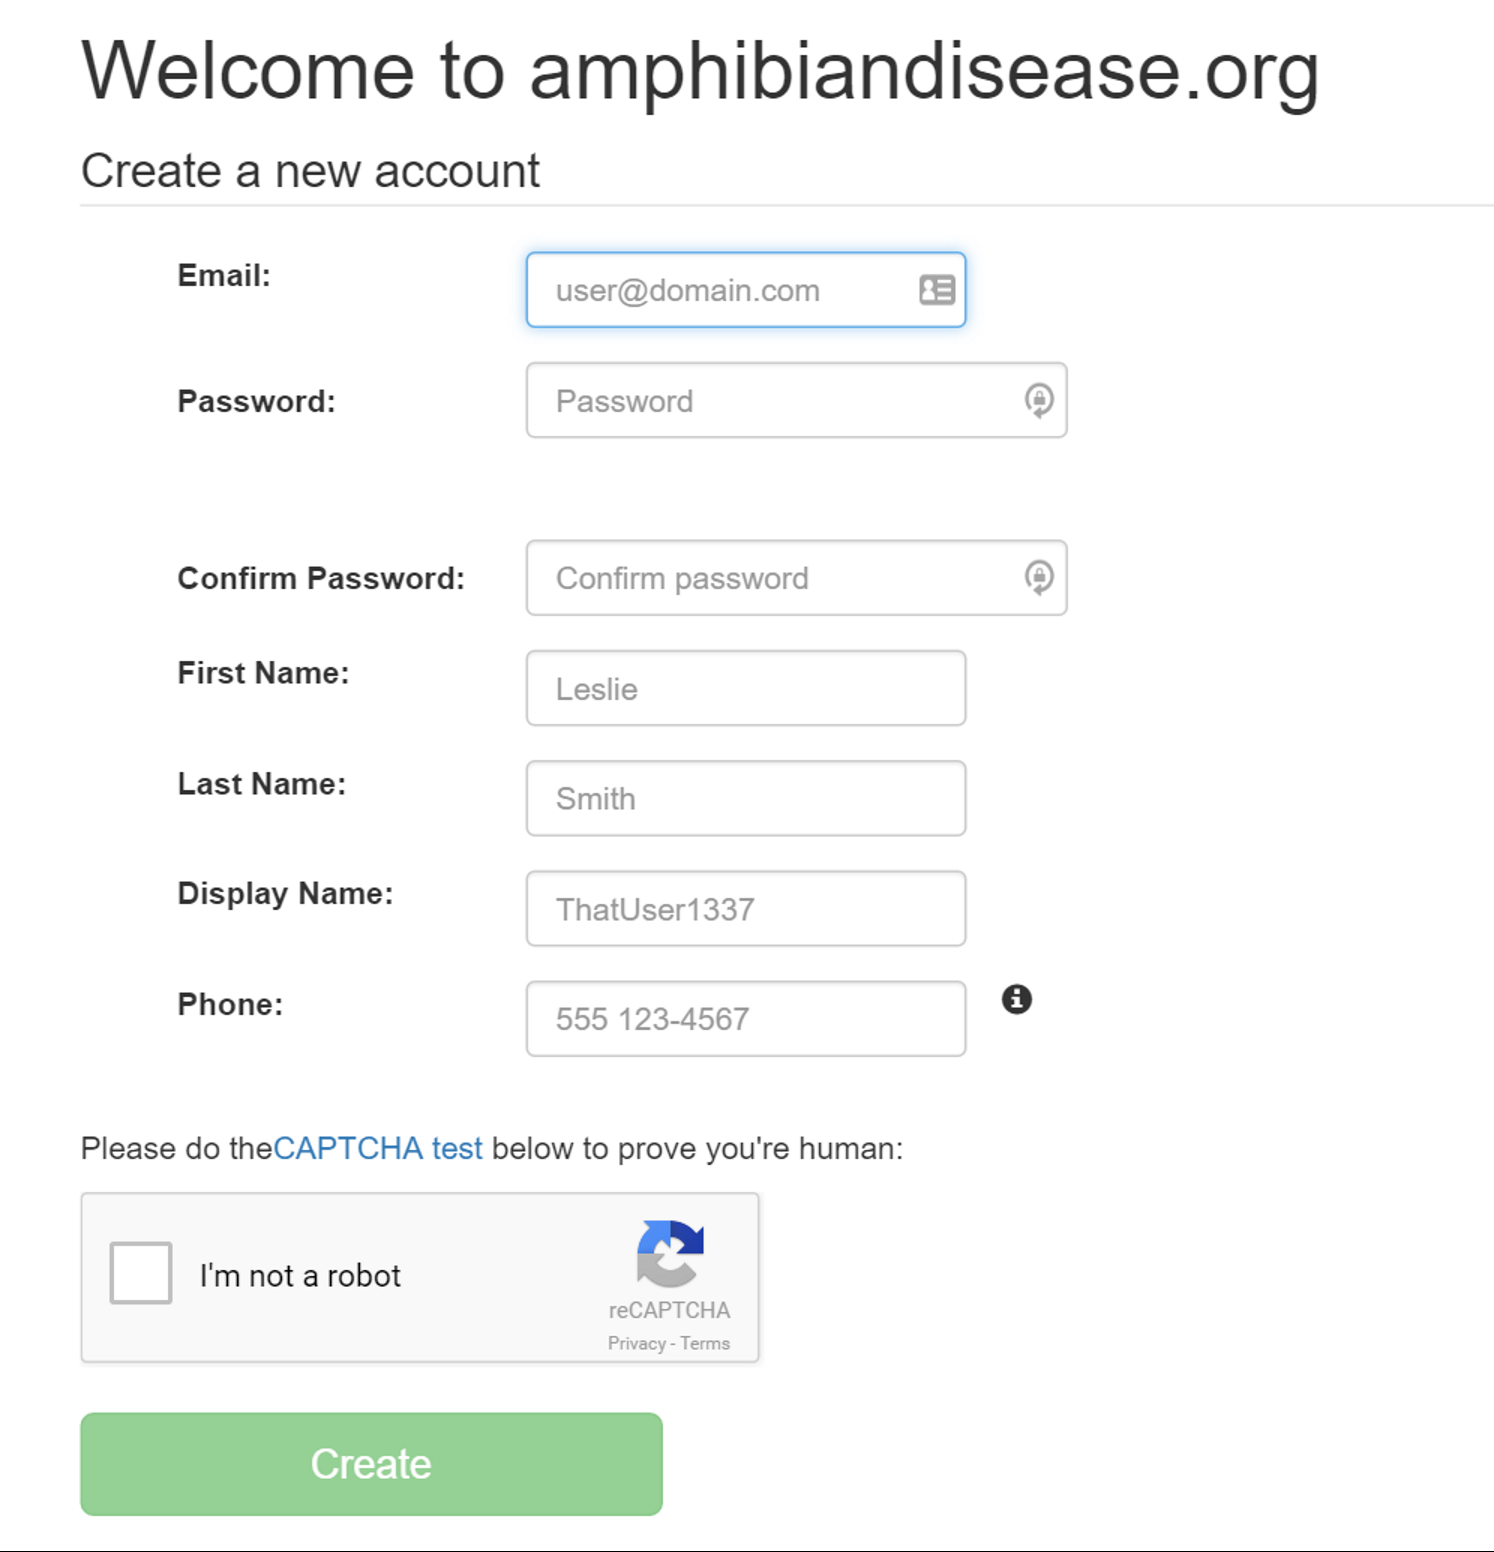 Welcome to amphibiandisease.org
Create a new account
Email: user@domain.com
Password: Password
Confirm Password: Confirm password
First Name: Leslie
Last Name: Smith
Display Name: ThatUser1337
Phone: 555 123-4567
Please do theCAPTCHA test below to prove you're human:
I'm not a robot
reCAPTCHA
Privacy - Terms
Create